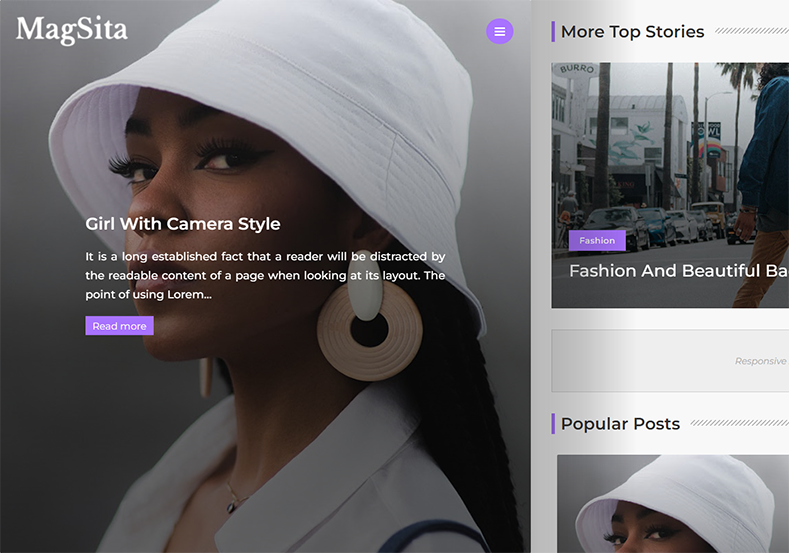 MagSita
Girl With Camera Style
It is a long established fact that a reader will be distracted by
the readable content of a page when looking at its layout. The
point of using Lorem...
Read more
More Top Stories
BURRO
Fashion
Fashion And Beautiful Ba
Responsive
Popular Posts